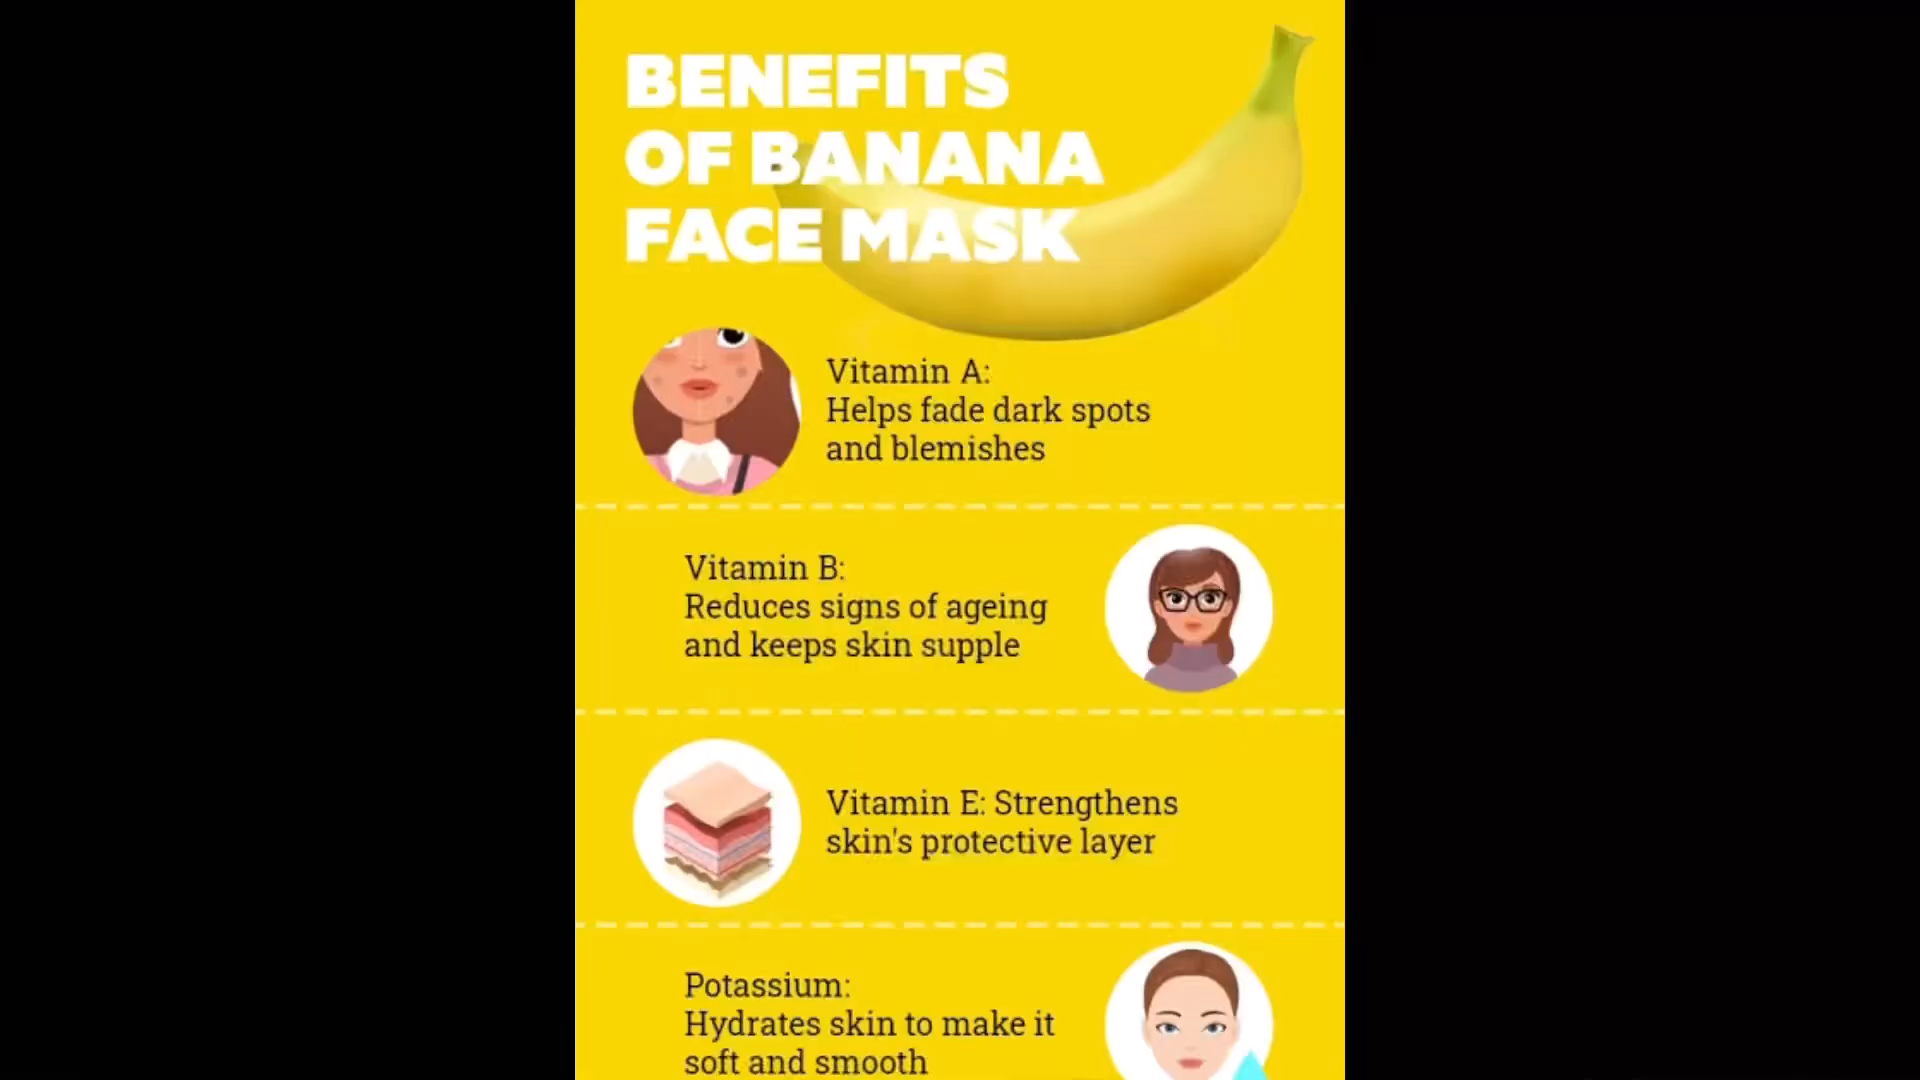 BENEFITS
OF BANANA
FACE MASK
Vitamin A:
Helps fade dark spots
and blemishes
Vitamin B:
Reduces signs of ageing
and keeps skin supple
Vitamin E: Strengthens
skin's protective layer
Potassium:
Hydrates skin to make it
soft and smooth